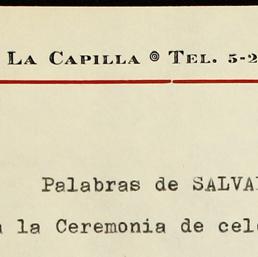 La Capilla ® Tel. 5-2
Palabras de SALVA
la Ceremonia de cel